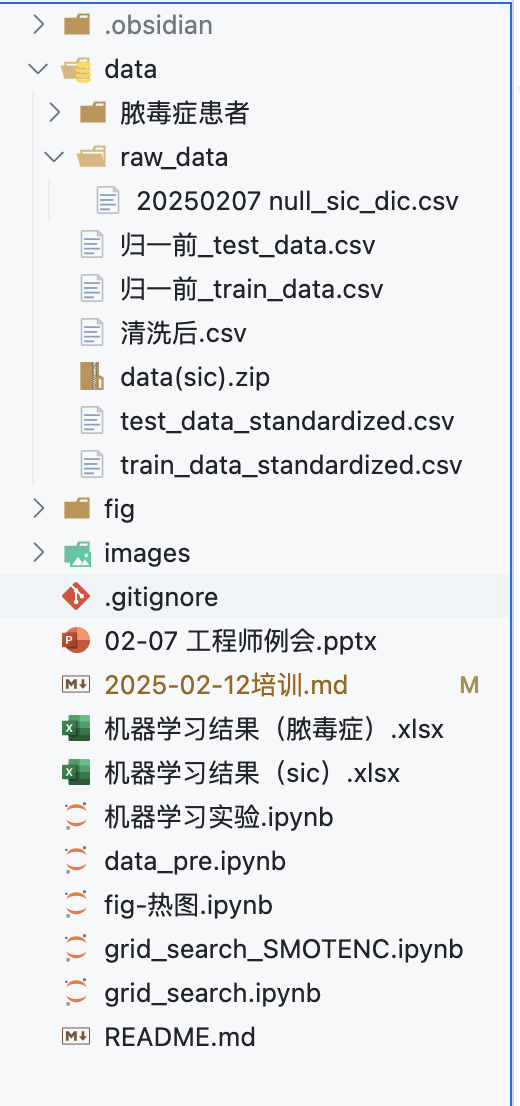 .obsidian
data
脓毒症患者
raw_data
20250207 null_sic_dic.csv
归一前_test_data.csv
归一前_train_data.csv
清洗后.csv
data(sic).zip
test_data_standardized.csv
train_data_standardized.csv
fig
images
.gitignore
02-07 工程师例会.pptx
2025-02-12培训.md M
机器学习结果（脓毒症）.xlsx
机器学习结果（sic）.xlsx
机器学习实验.ipynb
data_pre.ipynb
fig-热图.ipynb
grid_search_SMOTENC.ipynb
grid_search.ipynb
README.md